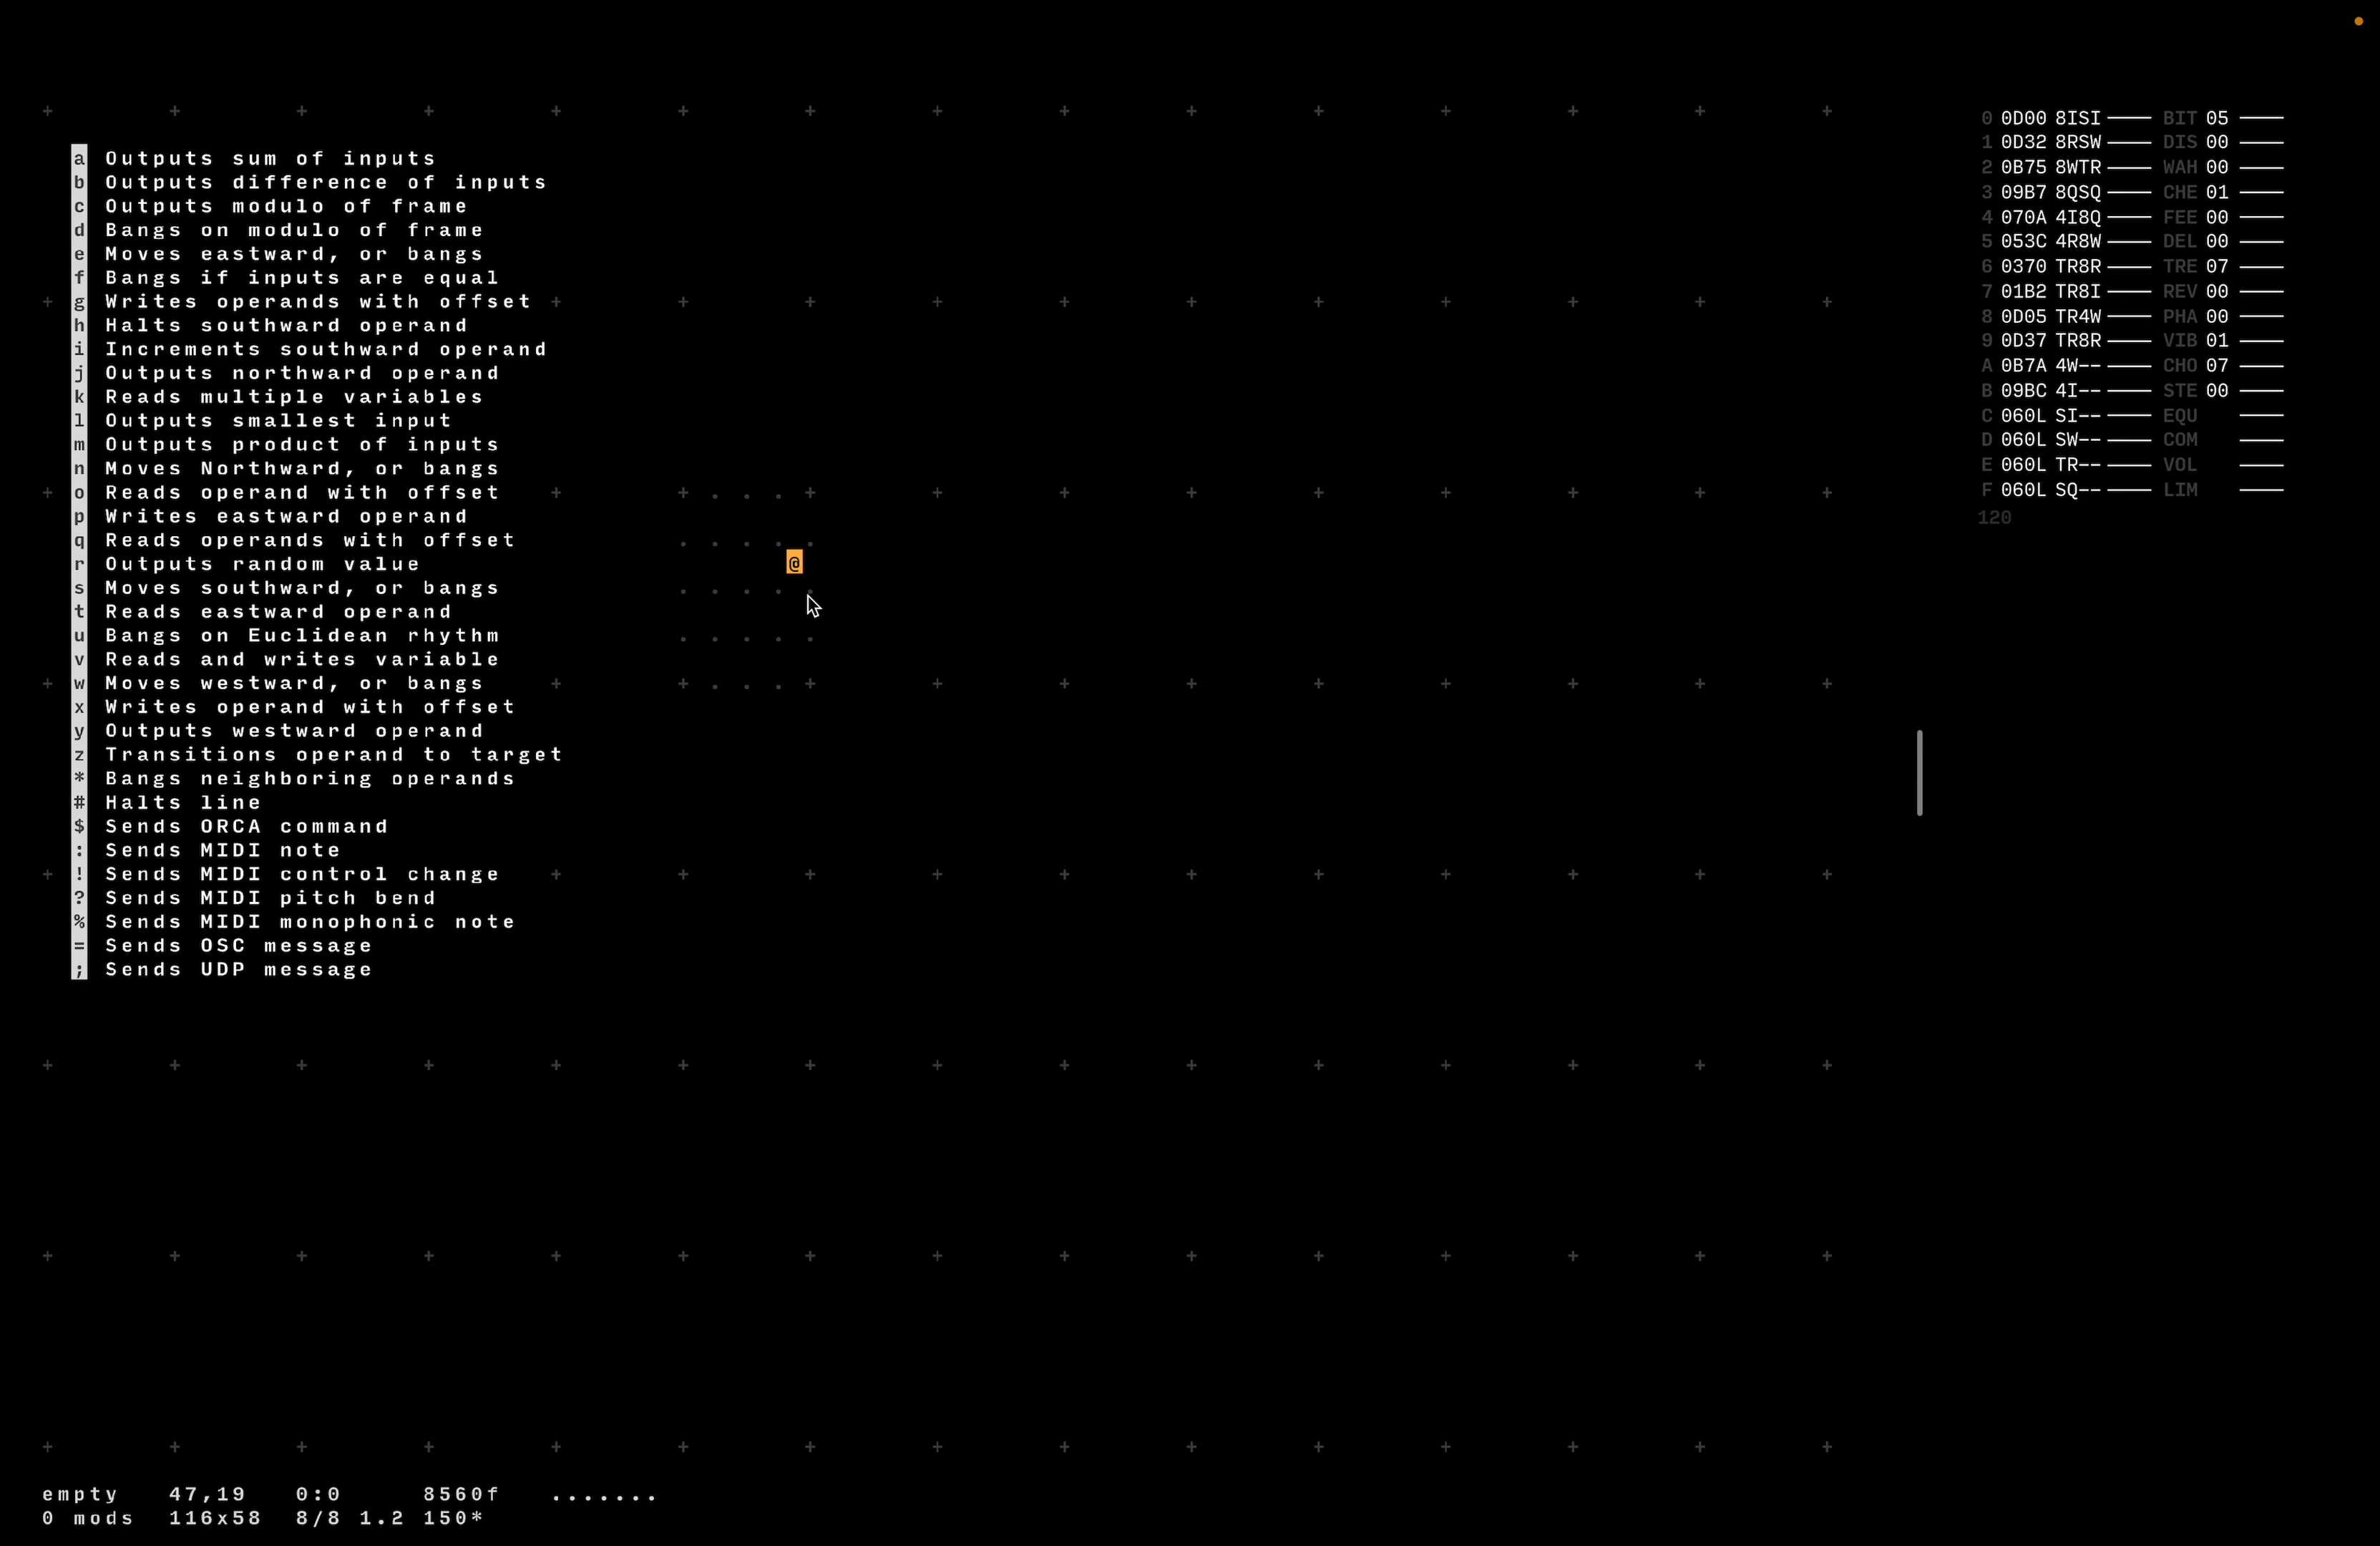 a Outputs sum of inputs
b Outputs difference of inputs
c Outputs modulo of frame
d Bangs on modulo of frame
e Moves eastward, or bangs
f Bangs if inputs are equal
g Writes operands with offset
h Halts southward operand
i Increments southward operand
j Outputs northward operand
k Reads multiple variables
l Outputs smallest input
m Outputs product of inputs
n Moves Northward, or bangs
o Reads operand with offset
p Writes eastward operand
q Reads operands with offset
r Outputs random value
s Moves southward, or bangs
t Reads eastward operand
u Bangs on Euclidean rhythm
v Reads and writes variable
w Moves westward, or bangs
x Writes operand with offset
y Outputs westward operand
z Transitions operand to target
* Bangs neighboring operands
# Halts line
$ Sends ORCA command
: Sends MIDI note
! Sends MIDI control change
? Sends MIDI pitch bend
% Sends MIDI monophonic note
= Sends OSC message
; Sends UDP message
@
0 0D00 8ISI BIT 05
1 0D32 8RSW DIS 00
2 0B75 8WTR WAH 00
3 09B7 8QSQ CHE 01
4 070A 4I8Q FEE 00
5 053C 4R8W DEL 00
6 0370 TR8R TRE 07
7 01B2 TR8I REV 00
8 0D05 TR4W PHA 00
9 0D37 TR8R VIB 01
A 0B7A 4W-- CHO 07
B 09BC 4I-- STE 00
C 060L SI-- EQU
D 060L SW-- COM
E 060L TR-- VOL
F 060L SQ-- LIM
120
empty 47,19 0:0 8560f .......
0 mods 116x58 8/8 1.2 150*